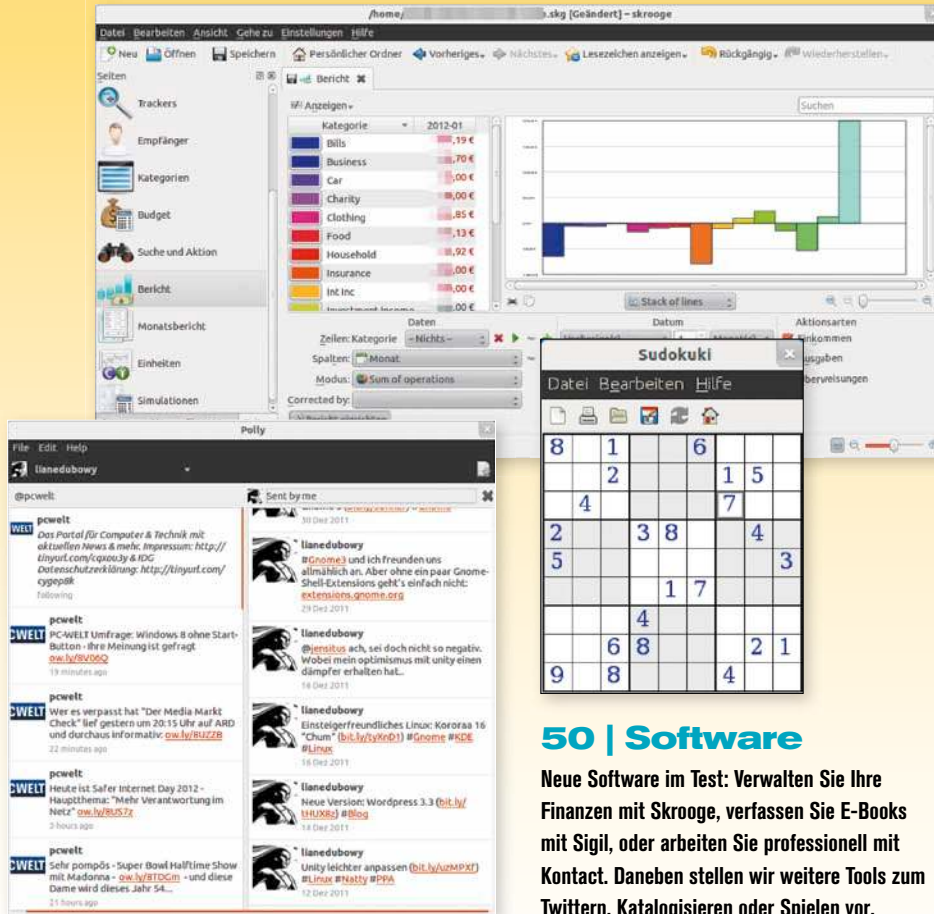 /home/
.skg [Geändert] – skrooge
Datei Bearbeiten Ansicht Gehe zu Einstellungen Hilfe
Neu Öffnen Speichern Persönlicher Ordner Vorheriges Nächstes Lesezeichen anzeigen Rückgängig Wiederherstellen
Seiten
Trackers
Empfänger
Kategorien
Budget
Suche und Aktion
Bericht
Monatsbericht
Einheiten
Simulationen
Bericht
Anzeigen
Suchen
Kategorie 2012-01
Bills ,19 €
Business ,70 €
Car ,00 €
Charity ,00 €
Clothing ,85 €
Food ,13 €
Household ,92 €
Insurance ,00 €
Int Inc ,00 €
,00 €
Stack of lines
Daten
Zeilen: Kategorie – Nichts –
Spalten: Monat
Modus: Sum of operations
Corrected by:
Datum
Aktionsarten
Einkommen
Sudokuki
Datei Bearbeiten Hilfe
8 1 6
2 1 5
4 7
2 3 8 4
5 3
1 7
4
6 8 2 1
9 8 4
Polly
File Edit Help
lianedubowy
@pcwelt
pcwelt
Das Portal für Computer & Technik mit
aktuellen News & mehr. Impressum: http://
tinyurl.com/cqxou3y & IDG
Datenschutzerklärung: http://tinyurl.com/
cygep8k
following
pcwelt
PC-WELT Umfrage: Windows 8 ohne Start-
Button - Ihre Meinung ist gefragt
ow.ly/8V06Q
19 minutes ago
pcwelt
Wer es verpasst hat "Der Media Markt
Check" lief gestern um 20:15 Uhr auf ARD
und durchaus informativ: ow.ly/8UZZB
22 minutes ago
pcwelt
Heute ist Safer Internet Day 2012 -
Hauptthema: "Mehr Verantwortung im
Netz" ow.ly/8US7z
3 hours ago
pcwelt
Sehr pompös - Super Bowl Halftime Show
mit Madonna - ow.ly/8TDGm - und diese
Dame wird dieses Jahr 54...
21 hours ago
Sent by me
30 Dez 2011
lianedubowy
#Gnome3 und ich freunden uns
allmählich an. Aber ohne ein paar Gnome-
Shell-Extensions geht's einfach nicht:
extensions.gnome.org
29 Dez 2011
lianedubowy
@jensitus ach, sei doch nicht so negativ.
Wobei mein optimismus mit unity einen
dämpfer erhalten hat..
16 Dez 2011
lianedubowy
Einsteigerfreundliches Linux: Kororaa 16
"Chum" (bit.ly/tyXnD1) #Gnome #KDE
#Linux
16 Dez 2011
lianedubowy
Neue Version: Wordpress 3.3 (bit.ly/
tHUX8z) #Blog
14 Dez 2011
lianedubowy
Unity leichter anpassen (bit.ly/uzMPXf)
#Linux #Natty #PPA
12 Dez 2011
50 | Software
Neue Software im Test: Verwalten Sie Ihre
Finanzen mit Skrooge, verfassen Sie E-Books
mit Sigil, oder arbeiten Sie professionell mit
Kontact. Daneben stellen wir weitere Tools zum
Twittern, Katalogisieren oder Spielen vor.